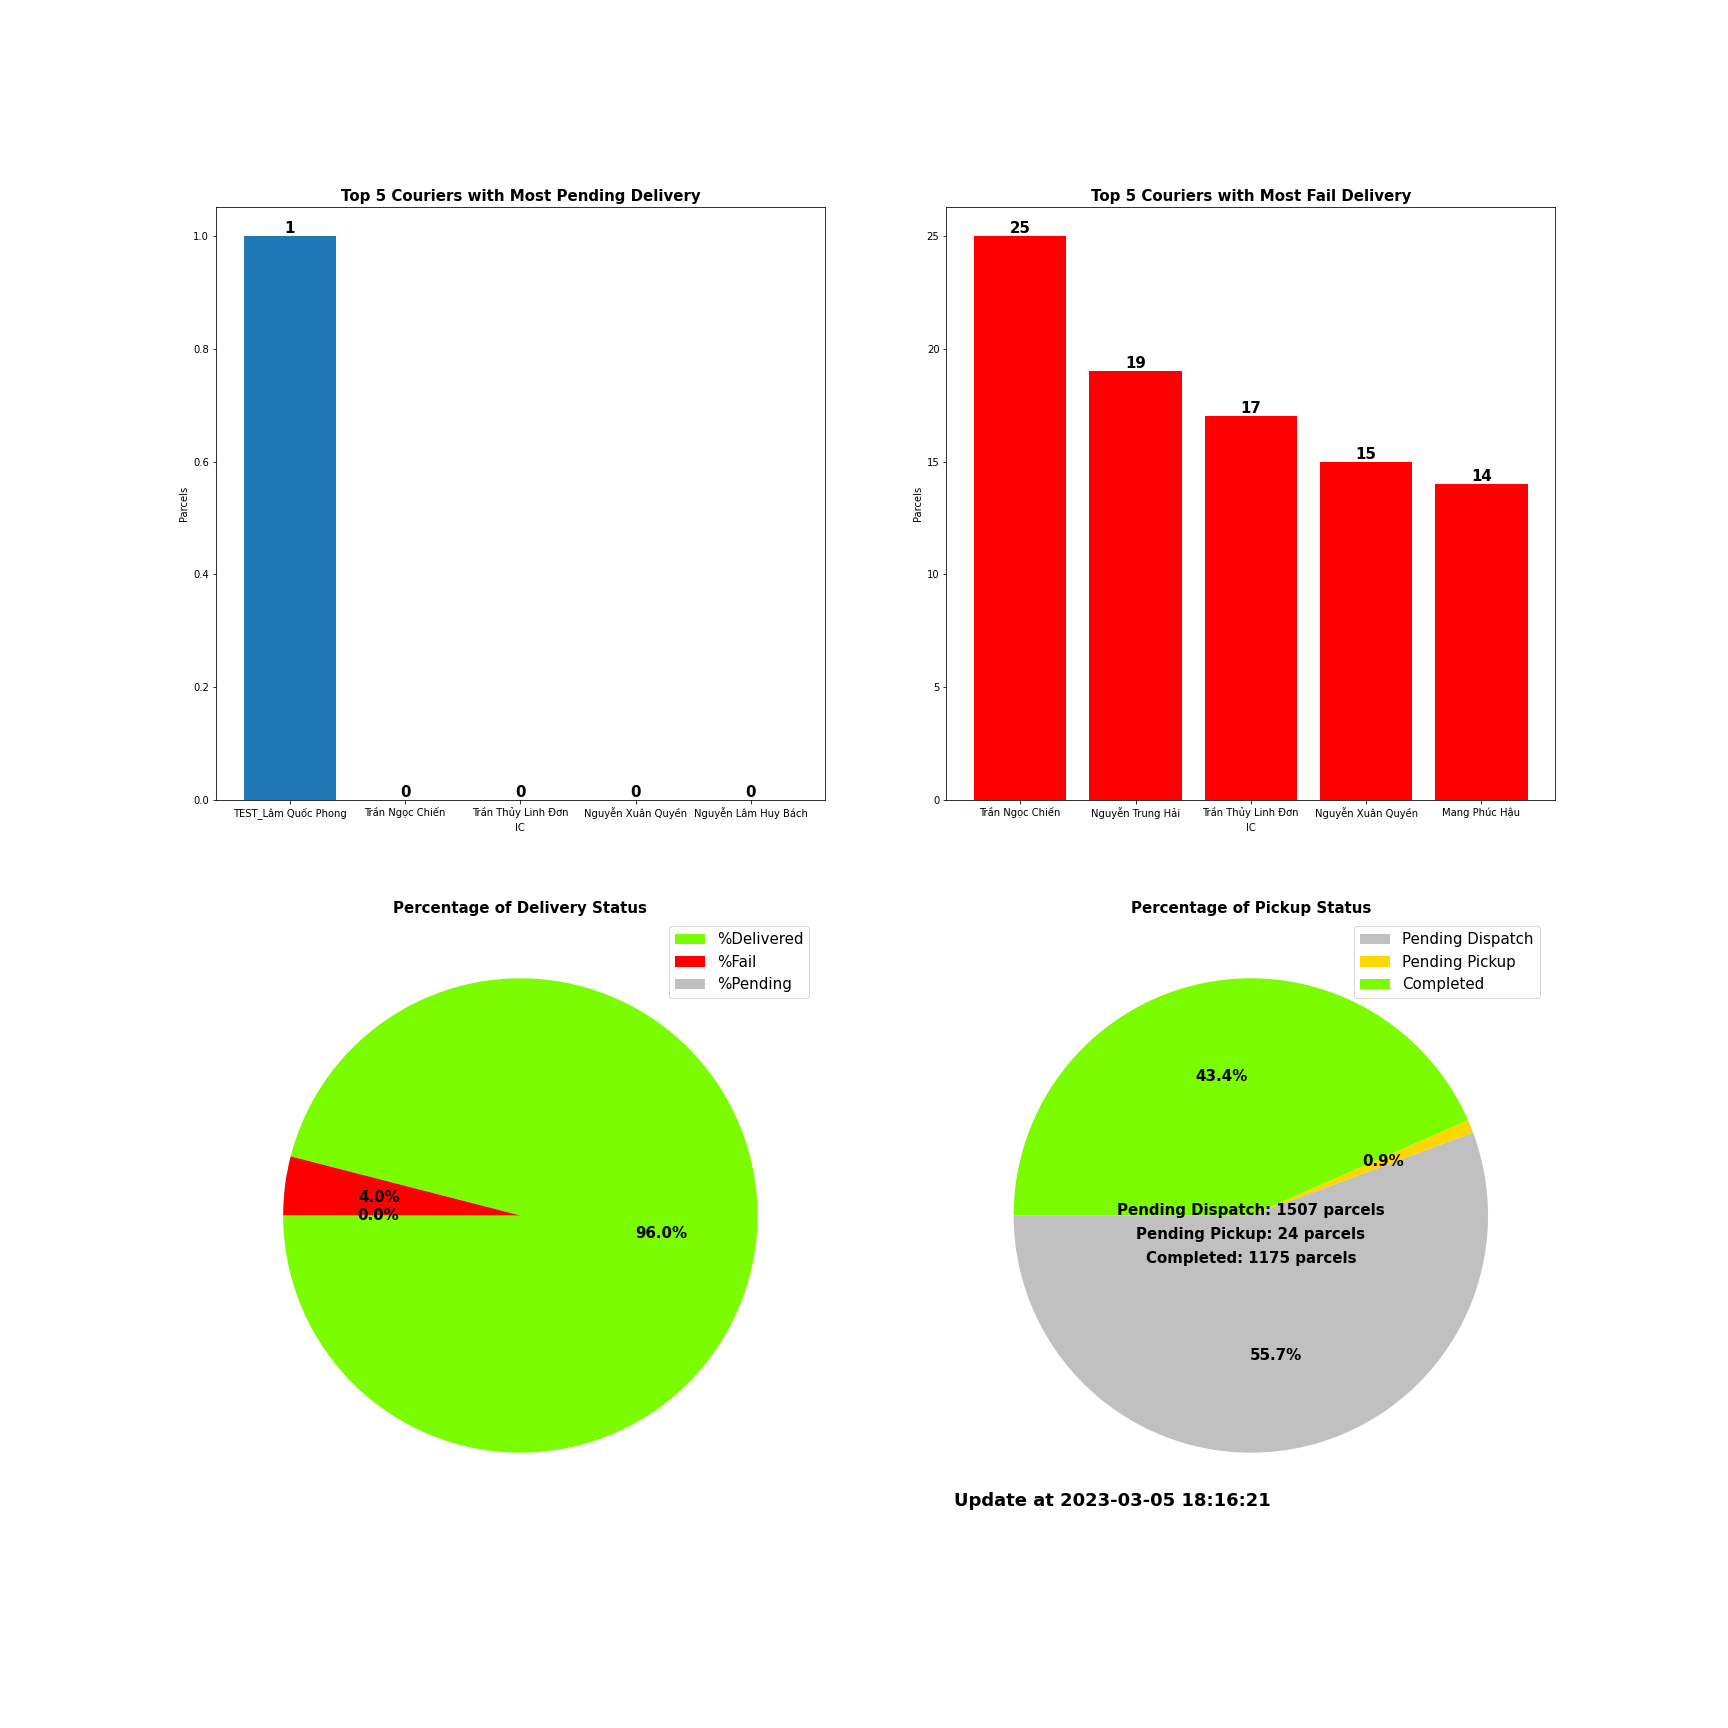 Top 5 Couriers with Most Pending Delivery
1
1.0
0.8
0.6
0.4
0.2
0.0
Parcels
0
0
0
0
TEST_Lâm Quốc Phong
Trần Ngọc Chiến
Trần Thủy Linh Đơn
Nguyễn Xuân Quyền
Nguyễn Lâm Huy Bách
IC
Top 5 Couriers with Most Fail Delivery
25
19
17
15
14
25
20
15
10
5
0
Parcels
Trần Ngọc Chiến
Nguyễn Trung Hải
Trần Thủy Linh Đơn
Nguyễn Xuân Quyền
Mang Phúc Hậu
IC
Percentage of Delivery Status
%Delivered
%Fail
%Pending
4.0%
0.0%
96.0%
Percentage of Pickup Status
Pending Dispatch
Pending Pickup
Completed
43.4%
0.9%
Pending Dispatch: 1507 parcels
Pending Pickup: 24 parcels
Completed: 1175 parcels
55.7%
Update at 2023-03-05 18:16:21